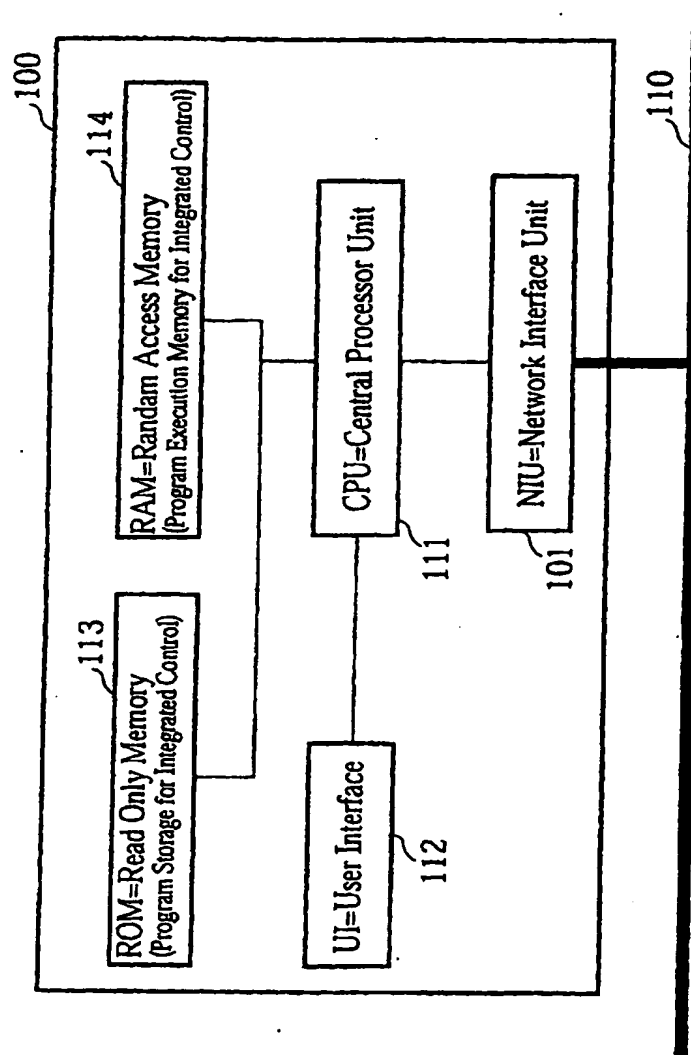 100
113
ROM=Read Only Memory
(Program Storage for Integrated Control)
114
RAM=Randam Access Memory
(Program Execution Memory for Integrated Control)
UI=User Interface
112
CPU=Central Processor Unit
111
NIU=Network Interface Unit
101
110